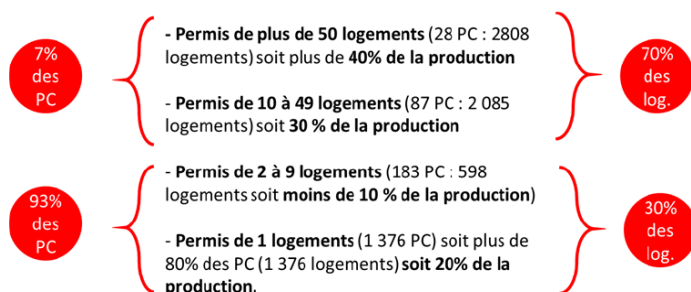 7%
des
PC
- Permis de plus de 50 logements (28 PC : 2808
logements) soit plus de 40% de la production
- Permis de 10 à 49 logements (87 PC : 2 085
logements) soit 30 % de la production
70%
des
log.
93%
des
PC
- Permis de 2 à 9 logements (183 PC : 598
logements soit moins de 10 % de la production)
- Permis de 1 logements (1 376 PC) soit plus de
80% des PC (1 376 logements) soit 20% de la
production.
30%
des
log.